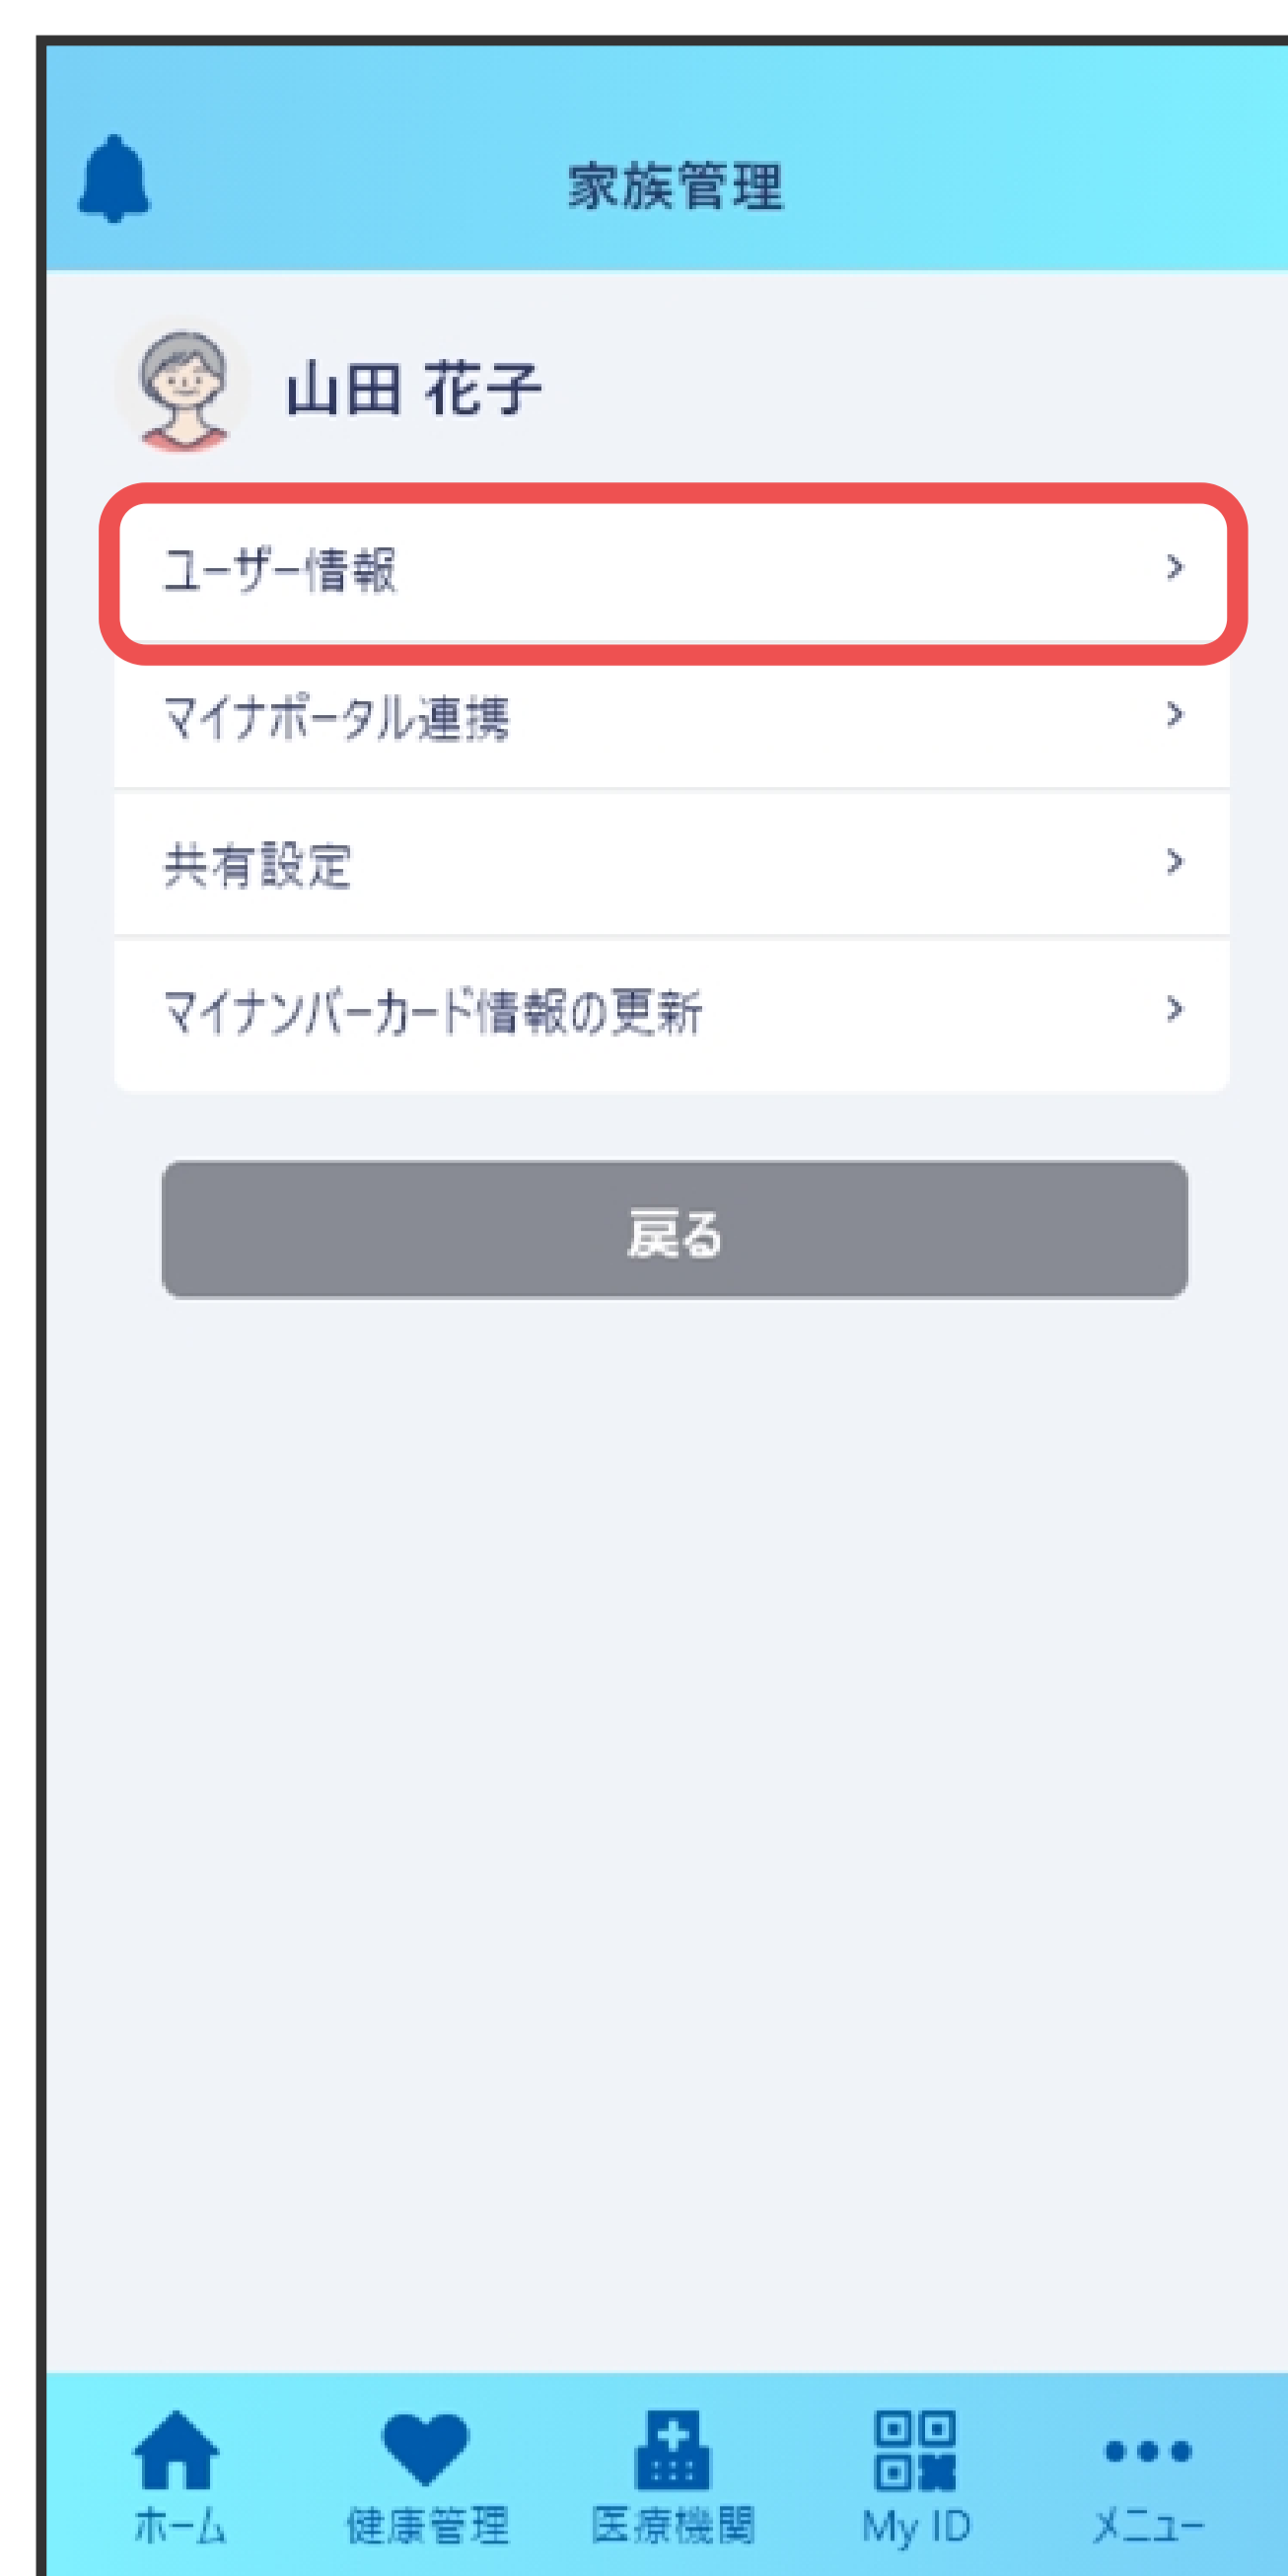 家族管理
山田 花子
ユーザー情報
マイナポータル連携
共有設定
マイナンバーカード情報の更新
戻る
ホーム
健康管理
医療機関
My ID
メニュー